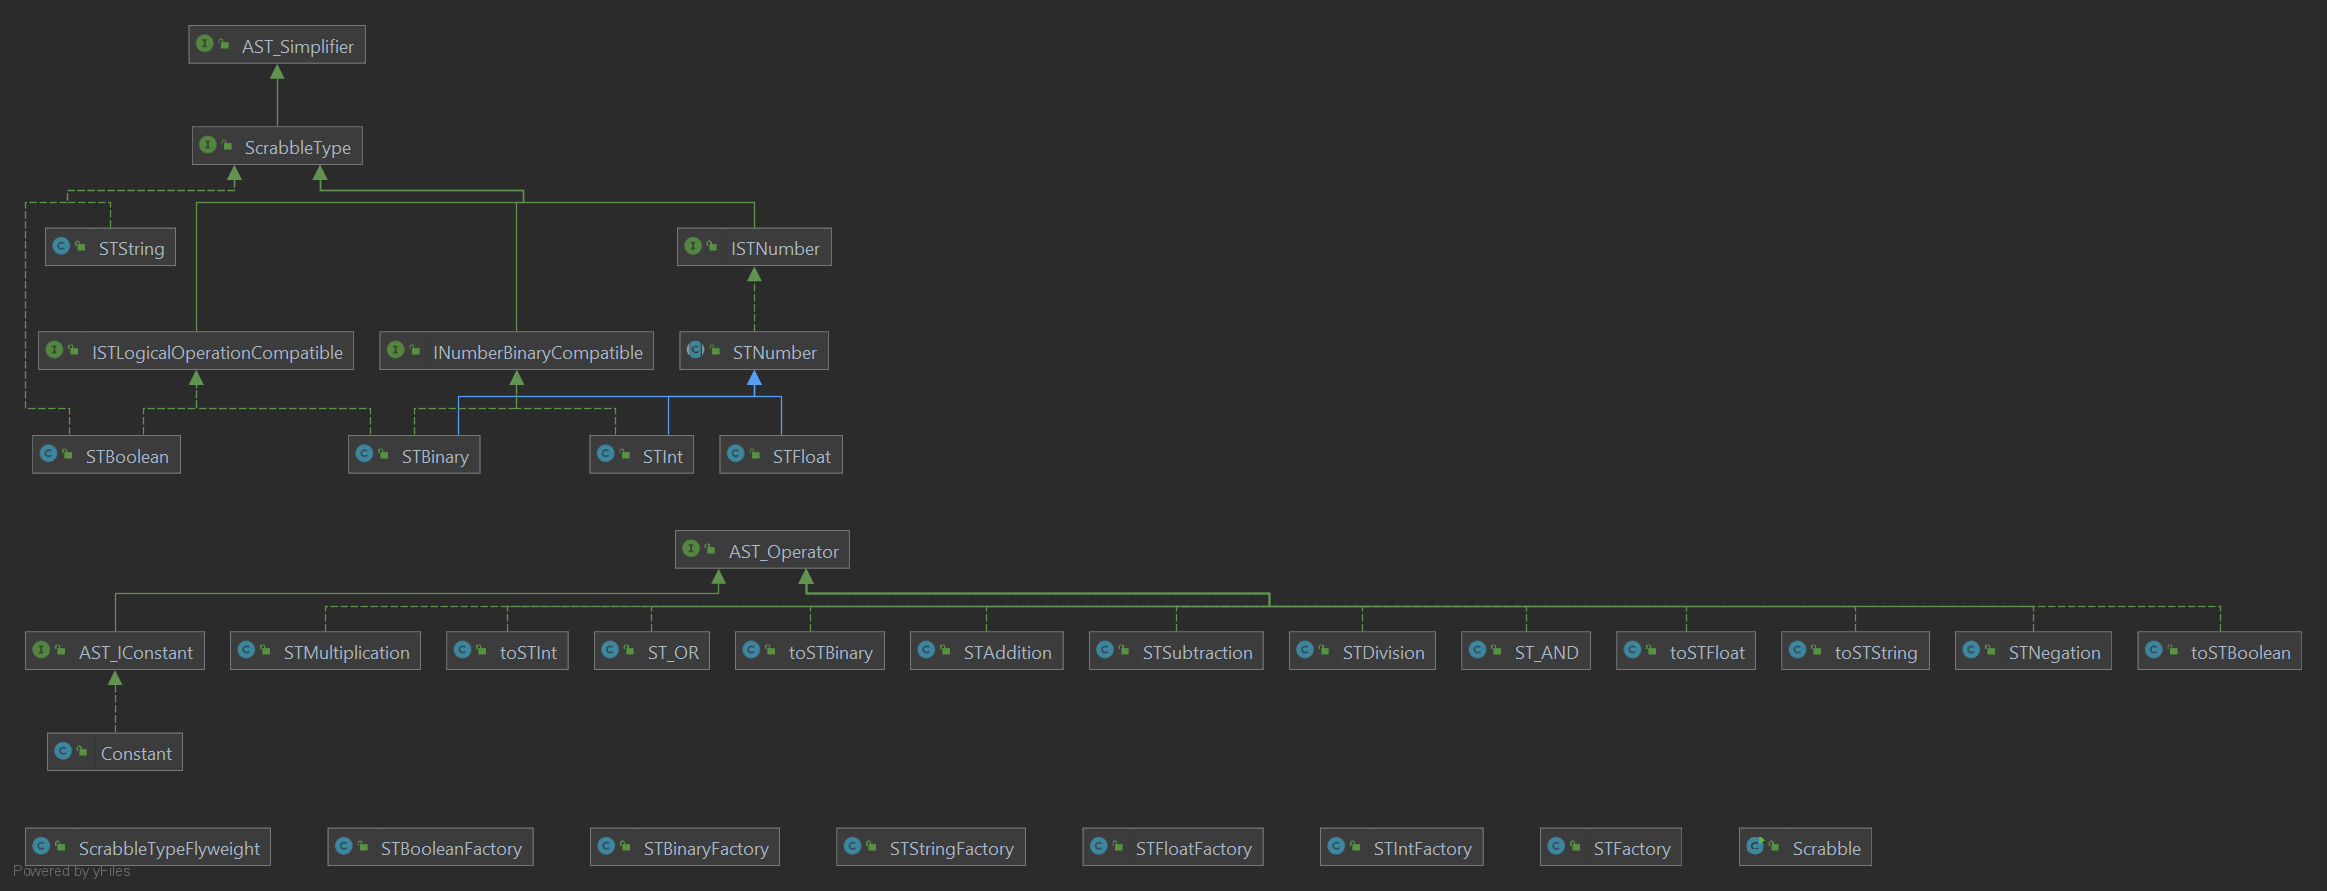 AST_Simplifier
ScrabbleType
STString
ISTNumber
ISTLogicalOperationCompatible
INumberBinaryCompatible
STNumber
STBoolean
STBinary
STInt
STFloat
AST_Operator
AST_IConstant
STMultiplication
toSTInt
ST_OR
toSTBinary
STAddition
STSubtraction
STDivision
ST_AND
toSTFloat
toSTString
STNegation
toSTBoolean
Constant
ScrabbleTypeFlyweight
STBooleanFactory
STBinaryFactory
STStringFactory
STFloatFactory
STIntFactory
STFactory
Scrabble
Powered by yFiles